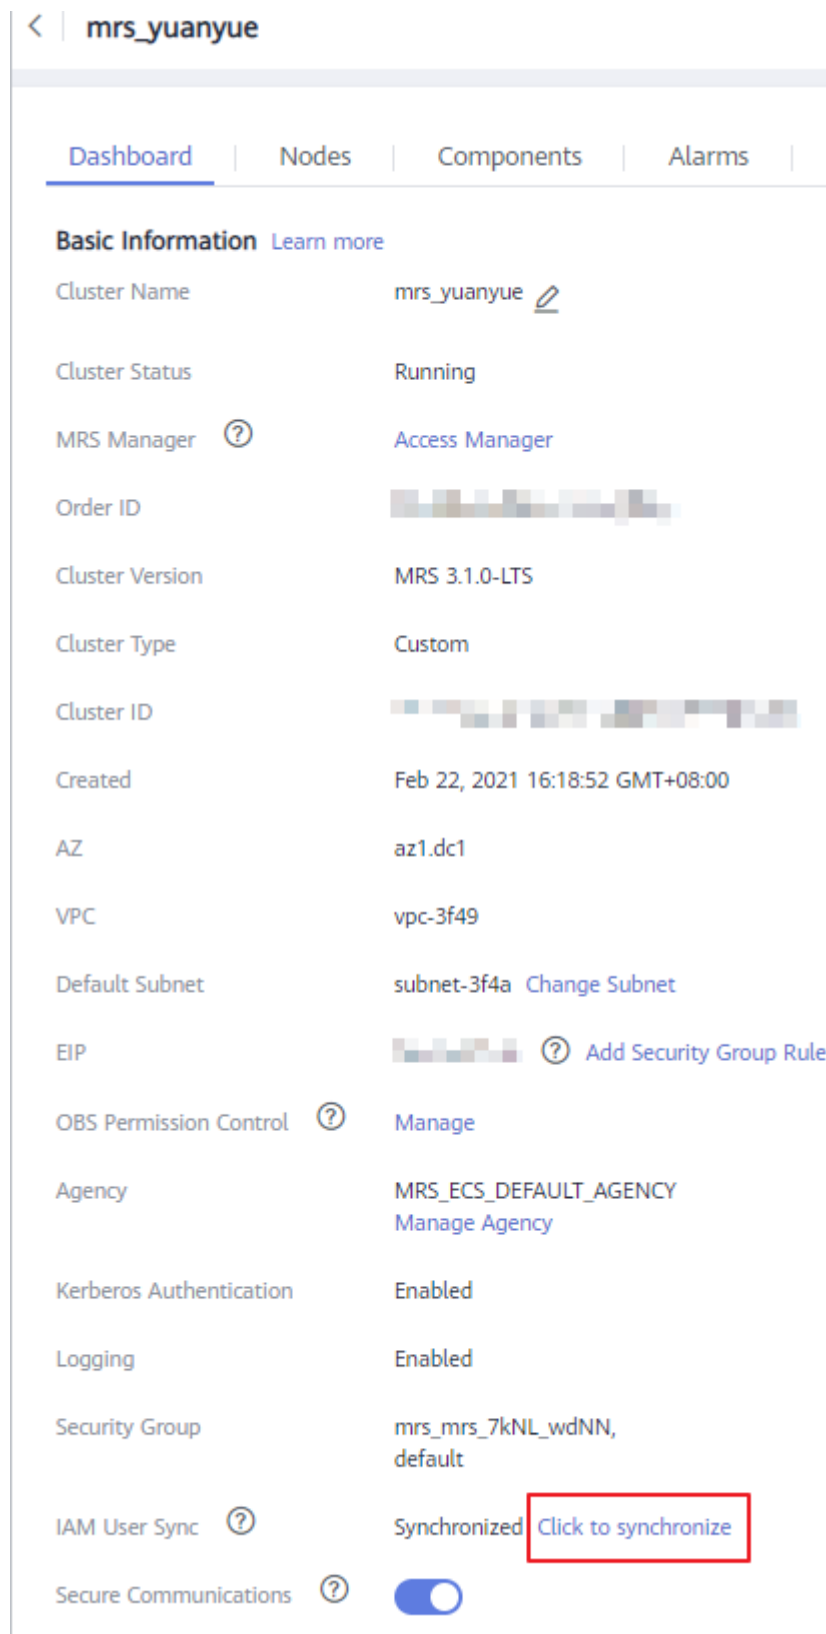 mrs_yuanyue
Dashboard Nodes Components Alarms
Basic Information Learn more
Cluster Name mrs_yuanyue
Cluster Status Running
MRS Manager ? Access Manager
Order ID
Cluster Version MRS 3.1.0-LTS
Cluster Type Custom
Cluster ID
Created Feb 22, 2021 16:18:52 GMT+08:00
AZ az1.dc1
VPC vpc-3f49
Default Subnet subnet-3f4a Change Subnet
EIP ? Add Security Group Rule
OBS Permission Control ? Manage
Agency MRS_ECS_DEFAULT_AGENCY
Manage Agency
Kerberos Authentication Enabled
Logging Enabled
Security Group mrs_mrs_7kNL_wdNN,
default
IAM User Sync ? Synchronized Click to synchronize
Secure Communications ?